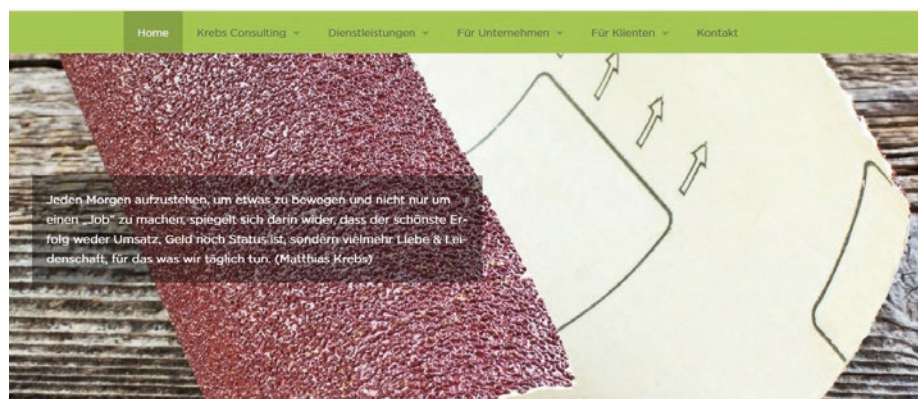 Home Krebs Consulting Dienstleistungen Für Unternehmen Für Klienten Kontakt
Jeden Morgen aufzustehen, um etwas zu bewegen und nicht nur um
einen „Job“ zu machen, spiegelt sich darin wider, dass der schönste Er-
folg weder Umsatz, Geld noch Status ist, sondern vielmehr Liebe & Lei-
denschaft, für das was wir täglich tun. (Matthias Krebs)